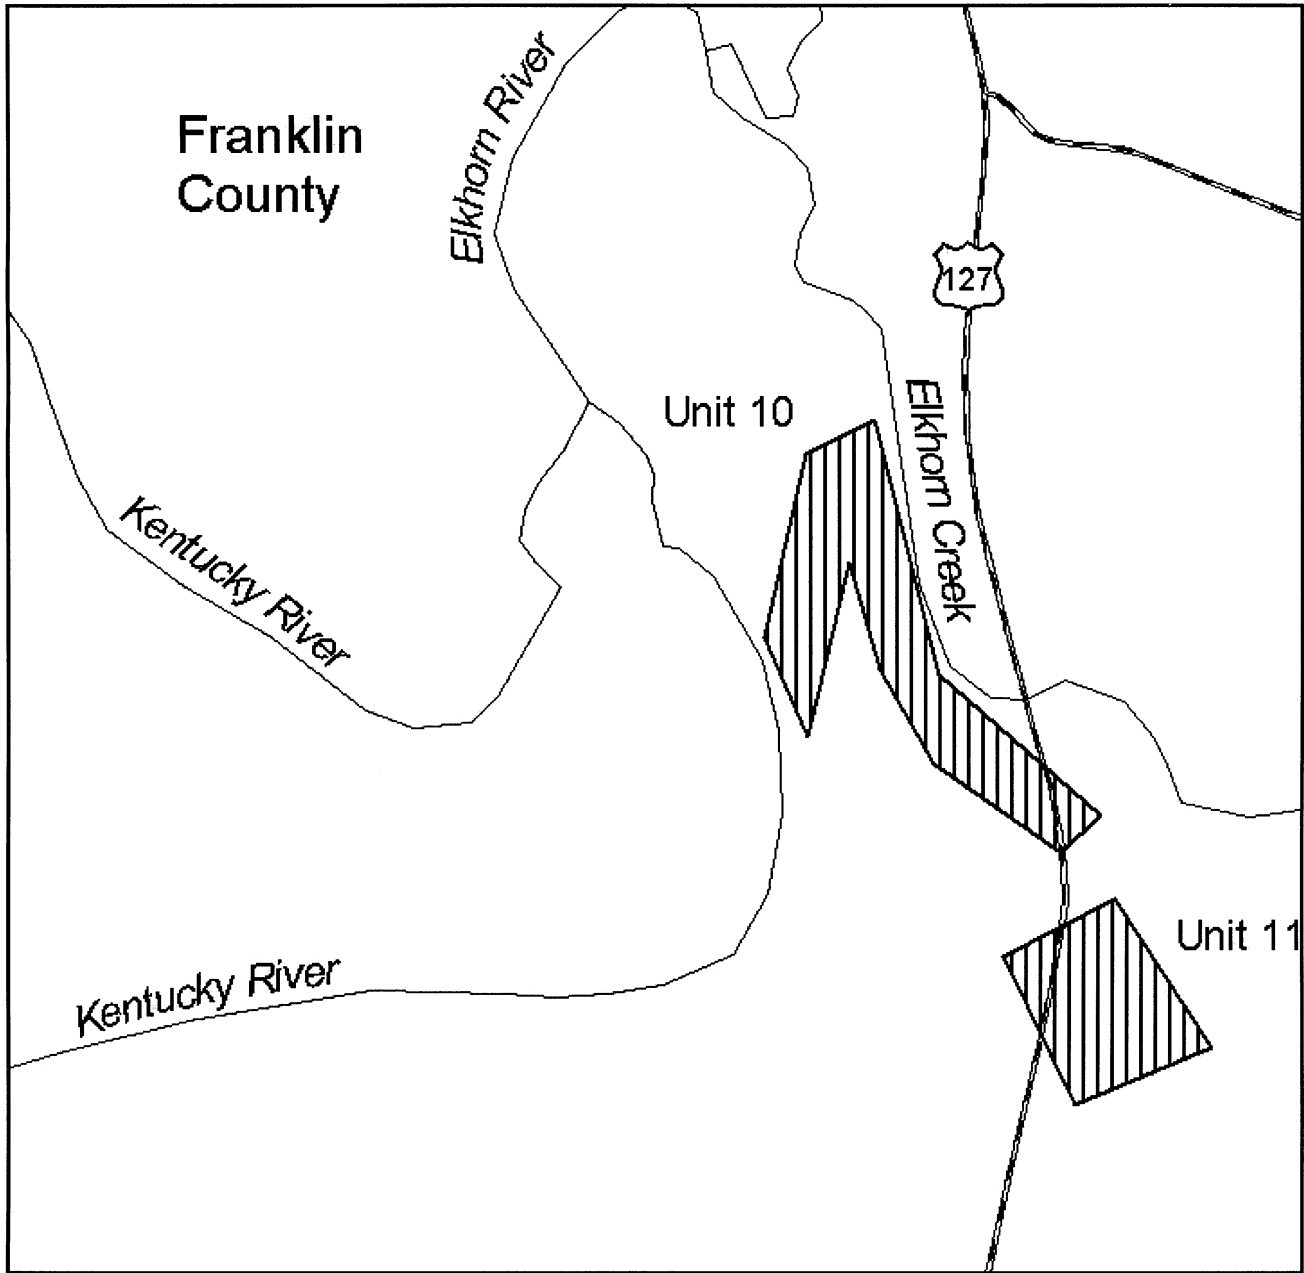 Franklin
County
Elkhorn River
127
Unit 10
Elkhorn Creek
Kentucky River
Unit 11
Kentucky River